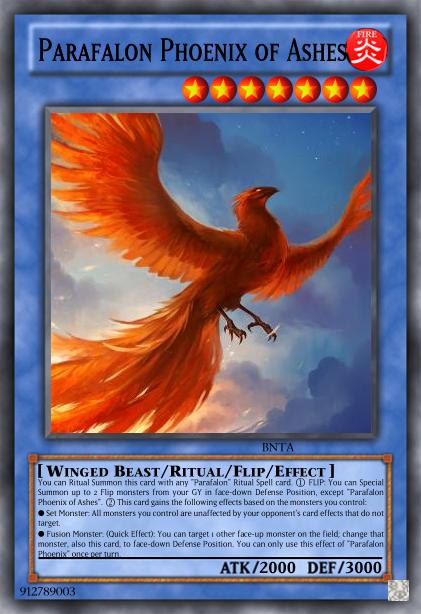 PARAFALON PHOENIX OF ASHES
FIRE
炎
BNTA
[ WINGED BEAST/RITUAL/FLIP/EFFECT ]
You can Ritual Summon this card with any "Parafalon" Ritual Spell card. ① FLIP: You can Special
Summon up to 2 Flip monsters from your GY in face-down Defense Position, except "Parafalon
Phoenix of Ashes". ② This card gains the following effects based on the monsters you control:
● Set Monster: All monsters you control are unaffected by your opponent's card effects that do not
target.
● Fusion Monster: (Quick Effect): You can target 1 other face-up monster on the field; change that
monster, also this card, to face-down Defense Position. You can only use this effect of "Parafalon
Phoenix" once per turn.
ATK/2000 DEF/3000
912789003